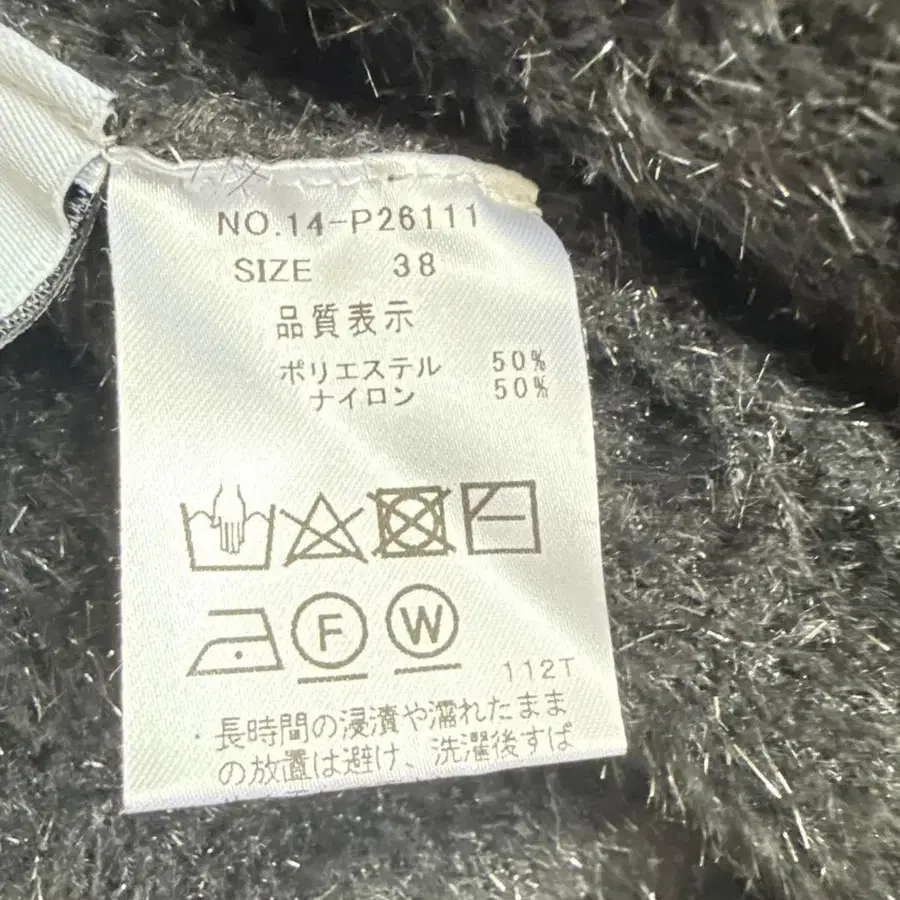 NO.14-P26111
SIZE 38
品質表示
ポリエステル 50%
ナイロン 50%
F W
112T
・長時間の浸漬や濡れたまま
の放置は避け、洗濯後すば